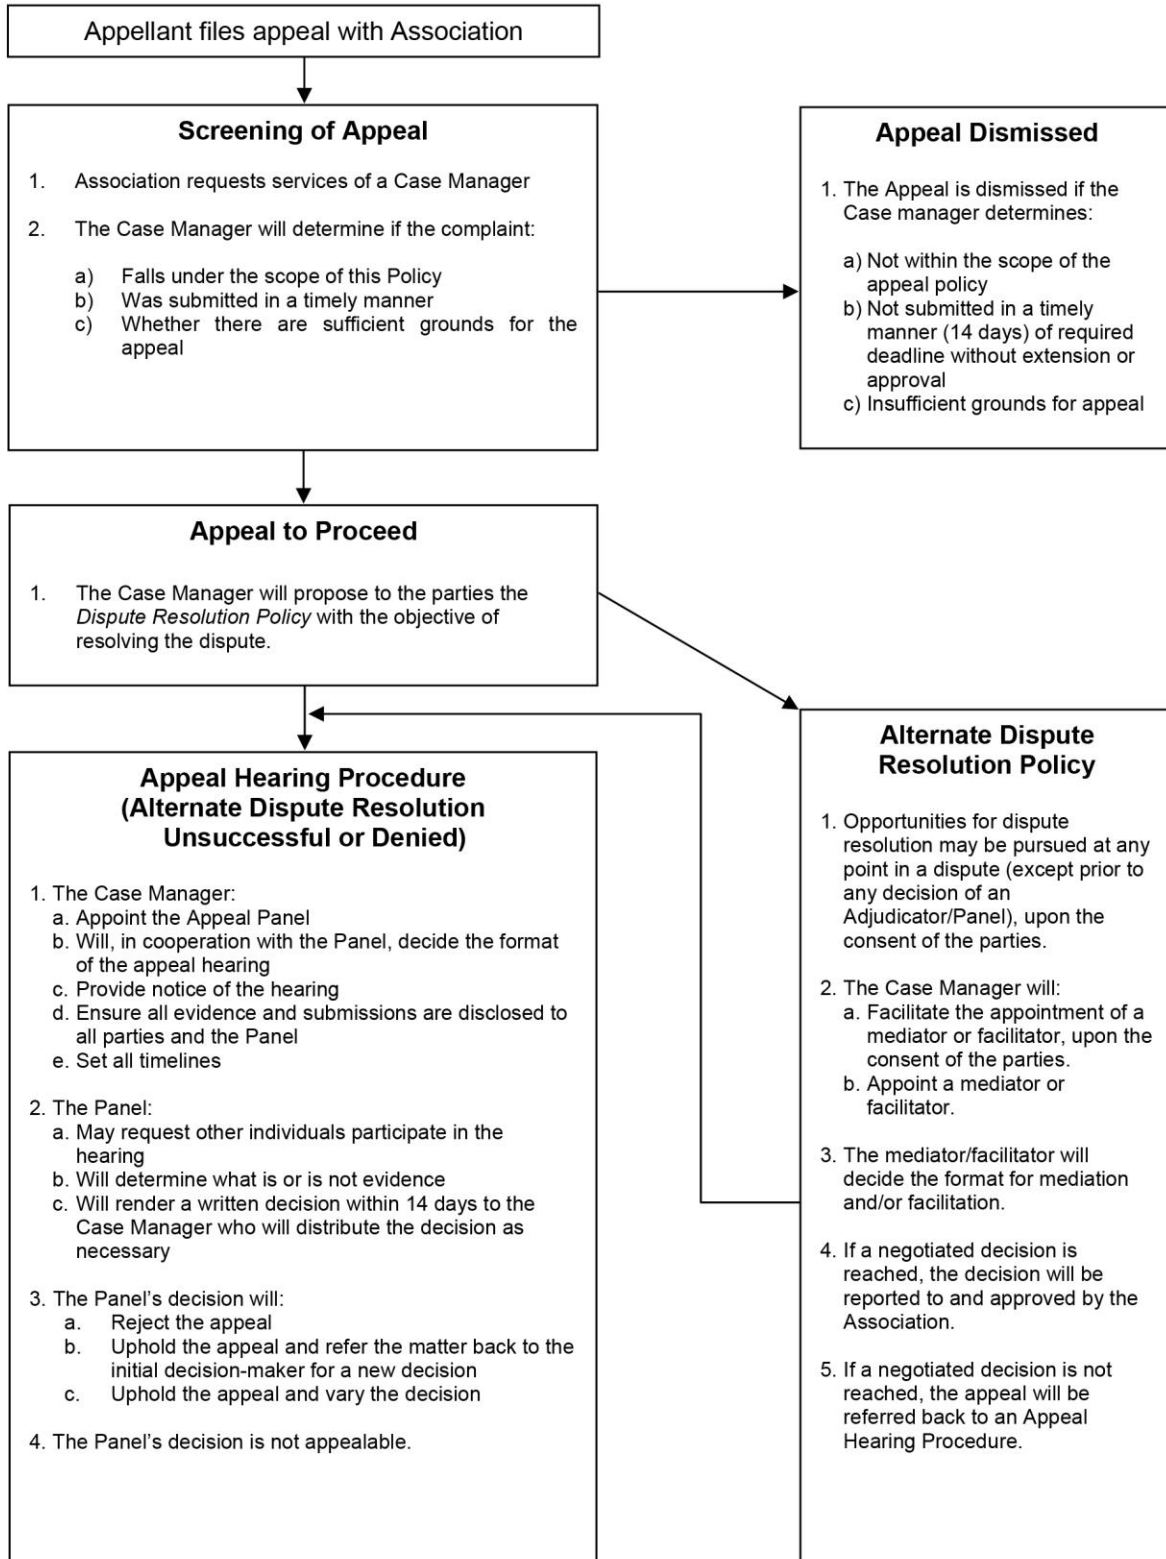 Appellant files appeal with Association
Screening of Appeal
1. Association requests services of a Case Manager
2. The Case Manager will determine if the complaint:
a) Falls under the scope of this Policy
b) Was submitted in a timely manner
c) Whether there are sufficient grounds for the
appeal
Appeal Dismissed
1. The Appeal is dismissed if the
Case manager determines:
a) Not within the scope of the
appeal policy
b) Not submitted in a timely
manner (14 days) of required
deadline without extension or
approval
c) Insufficient grounds for appeal
Appeal to Proceed
1. The Case Manager will propose to the parties the
Dispute Resolution Policy with the objective of
resolving the dispute.
Appeal Hearing Procedure
(Alternate Dispute Resolution
Unsuccessful or Denied)
1. The Case Manager:
a. Appoint the Appeal Panel
b. Will, in cooperation with the Panel, decide the format
of the appeal hearing
c. Provide notice of the hearing
d. Ensure all evidence and submissions are disclosed to
all parties and the Panel
e. Set all timelines
2. The Panel:
a. May request other individuals participate in the
hearing
b. Will determine what is or is not evidence
c. Will render a written decision within 14 days to the
Case Manager who will distribute the decision as
necessary
3. The Panel's decision will:
a. Reject the appeal
b. Uphold the appeal and refer the matter back to the
initial decision-maker for a new decision
c. Uphold the appeal and vary the decision
4. The Panel's decision is not appealable.
Alternate Dispute
Resolution Policy
1. Opportunities for dispute
resolution may be pursued at any
point in a dispute (except prior to
any decision of an
Adjudicator/Panel), upon the
consent of the parties.
2. The Case Manager will:
a. Facilitate the appointment of a
mediator or facilitator, upon the
consent of the parties.
b. Appoint a mediator or
facilitator.
3. The mediator/facilitator will
decide the format for mediation
and/or facilitation.
4. If a negotiated decision is
reached, the decision will be
reported to and approved by the
Association.
5. If a negotiated decision is not
reached, the appeal will be
referred back to an Appeal
Hearing Procedure.